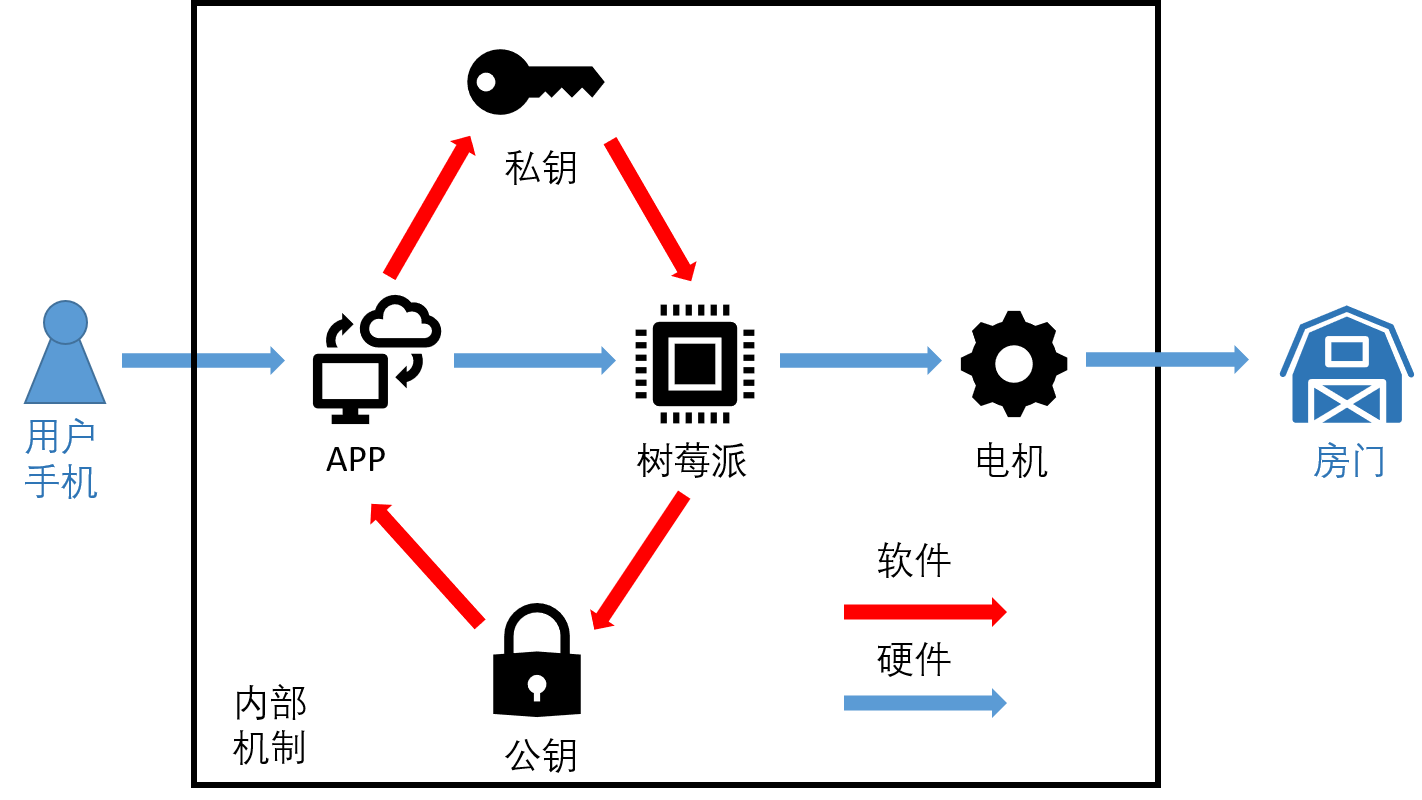 私钥
用户
手机
APP
树莓派
电机
房门
软件
硬件
内部
机制
公钥